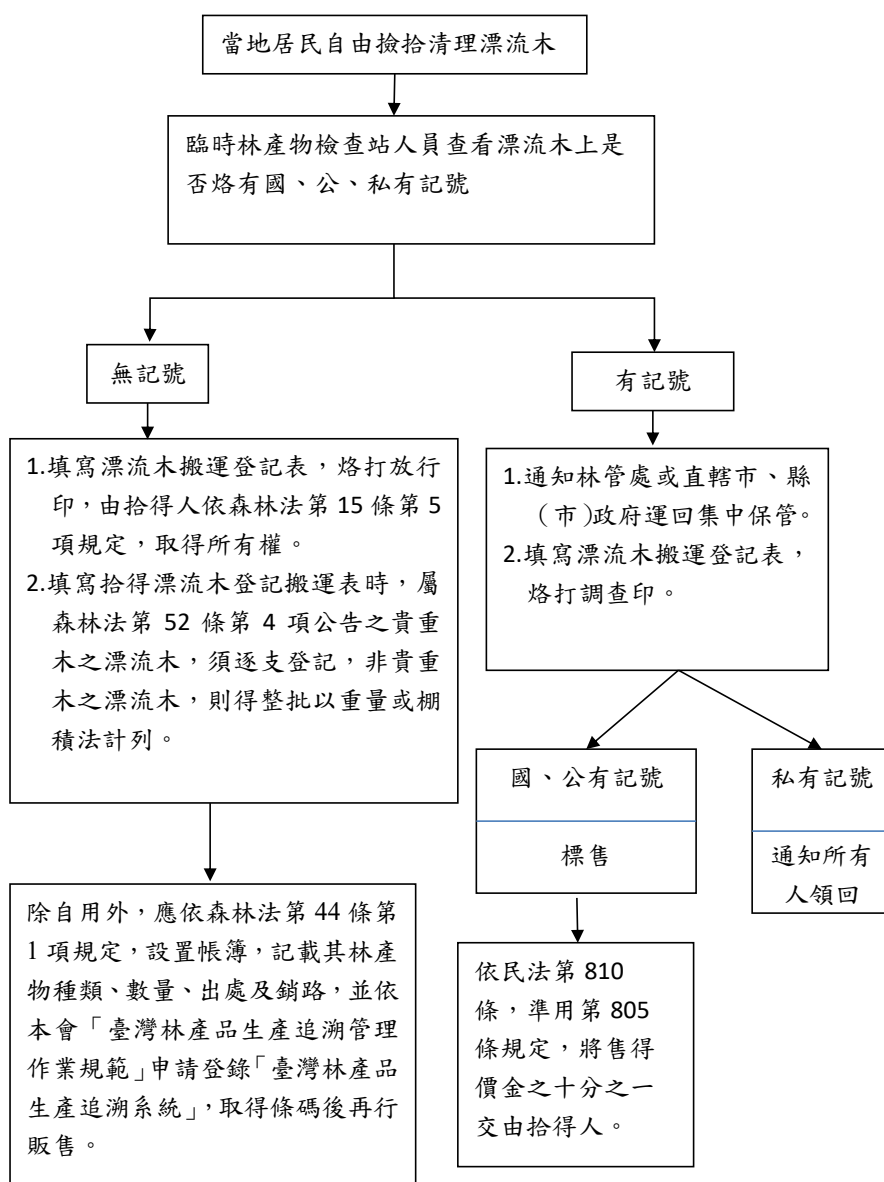 當地居民自由撿拾清理漂流木
臨時林產物檢查站人員查看漂流木上是
否烙有國、公、私有記號
無記號
有記號
1.填寫漂流木搬運登記表，烙打放行
印，由拾得人依森林法第 15 條第 5
項規定，取得所有權。
2.填寫拾得漂流木登記搬運表時，屬
森林法第 52 條第 4 項公告之貴重
木之漂流木，須逐支登記，非貴重
木之漂流木，則得整批以重量或棚
積法計列。
1.通知林管處或直轄市、縣
（市）政府運回集中保管。
2.填寫漂流木搬運登記表，
烙打調查印。
國、公有記號
標售
私有記號
通知所有
人領回
除自用外，應依森林法第 44 條第
1 項規定，設置帳簿，記載其林產
物種類、數量、出處及銷路，並依
本會「臺灣林產品生產追溯管理
作業規範」申請登錄「臺灣林產品
生產追溯系統」，取得條碼後再行
販售。
依民法第 810
條，準用第 805
條規定，將售得
價金之十分之一
交由拾得人。